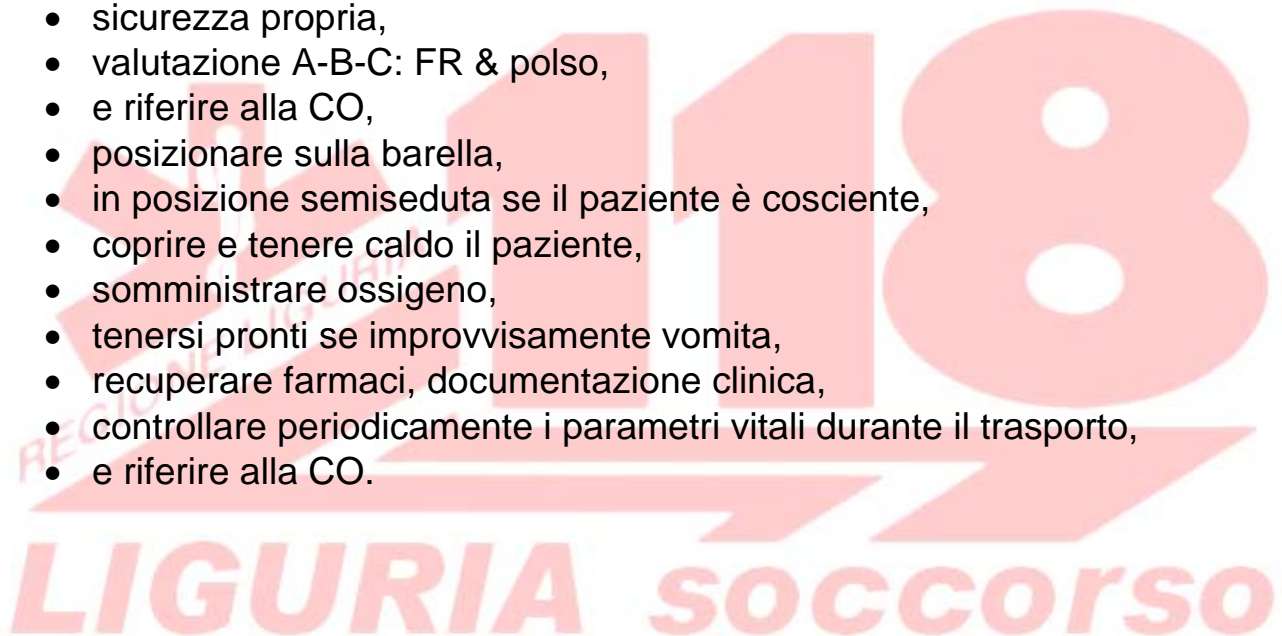 • sicurezza propria,
• valutazione A-B-C: FR & polso,
• e riferire alla CO,
• posizionare sulla barella,
• in posizione semiseduta se il paziente è cosciente,
• coprire e tenere caldo il paziente,
• somministrare ossigeno,
• tenersi pronti se improvvisamente vomita,
• recuperare farmaci, documentazione clinica,
• controllare periodicamente i parametri vitali durante il trasporto,
• e riferire alla CO.
118
REGIONE LIGURIA
LIGURIA soccorso